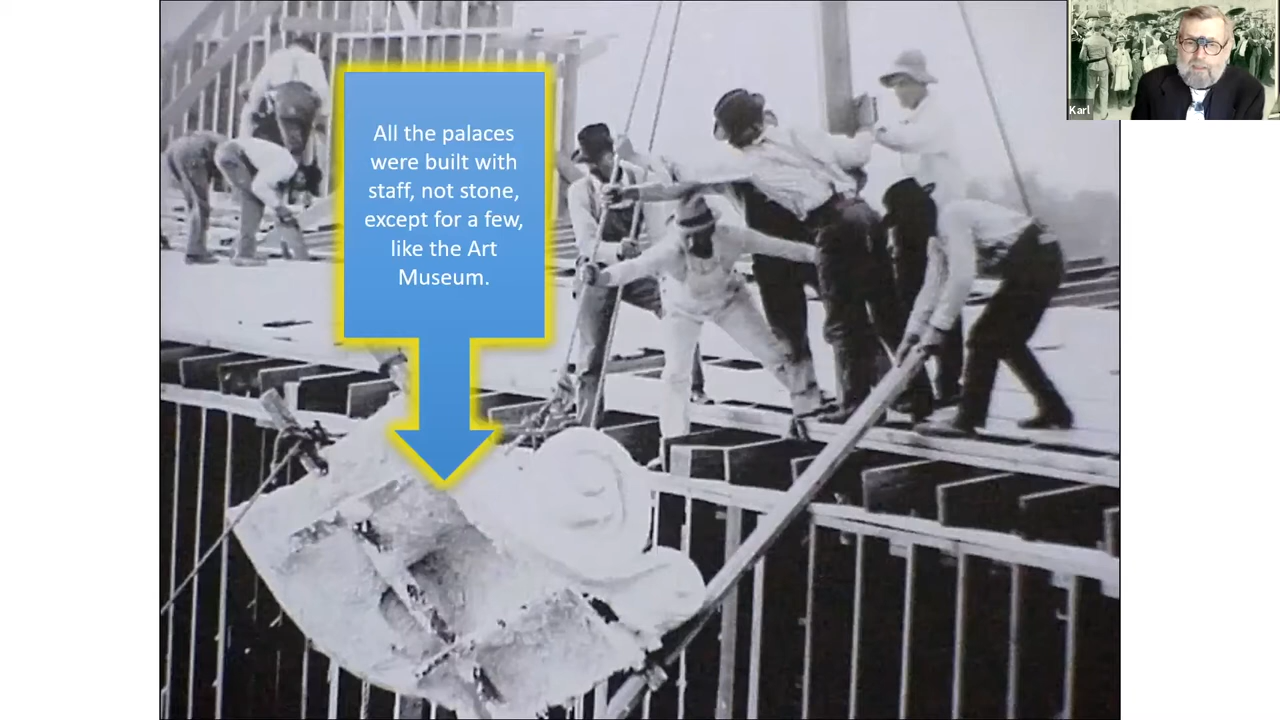 All the palaces
were built with
staff, not stone,
except for a few,
like the Art
Museum.
Karl